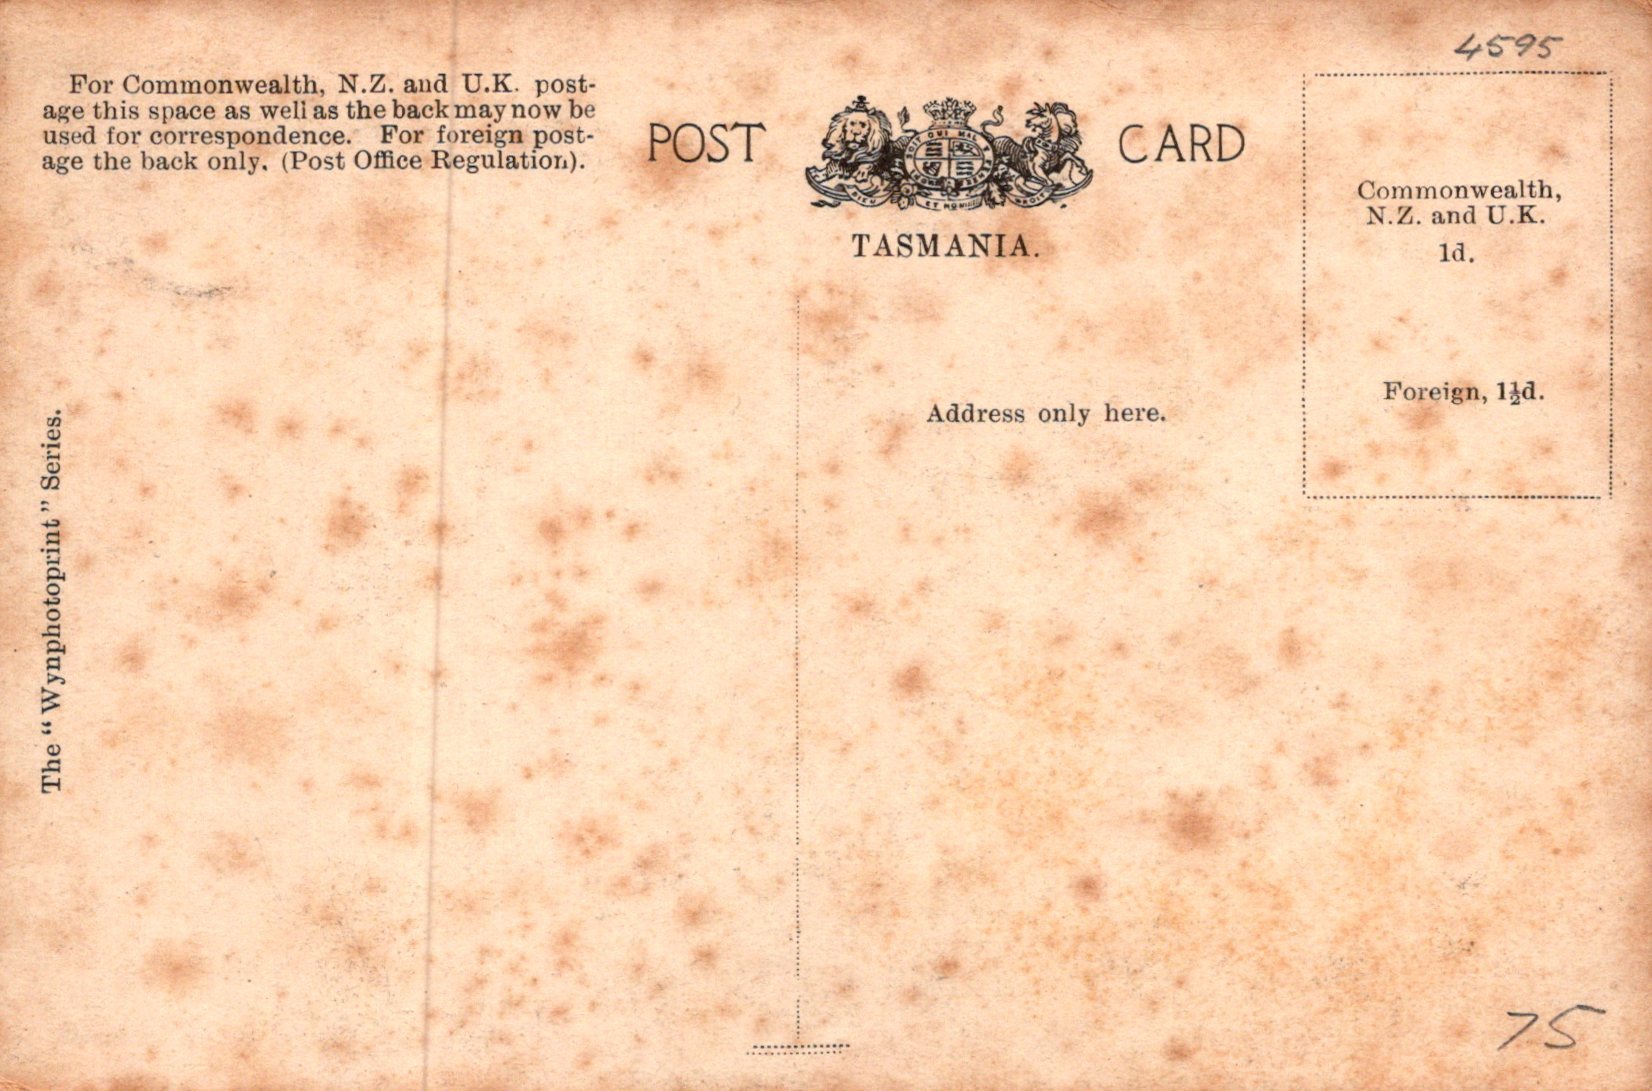 4595
For Commonwealth, N.Z. and U.K. post-
age this space as well as the back may now be
used for correspondence. For foreign post-
age the back only. (Post Office Regulation).
POST CARD
TASMANIA.
Commonwealth,
N.Z. and U.K.
1d.
Foreign, 1½d.
Address only here.
The “Wynphotoprint” Series.
75